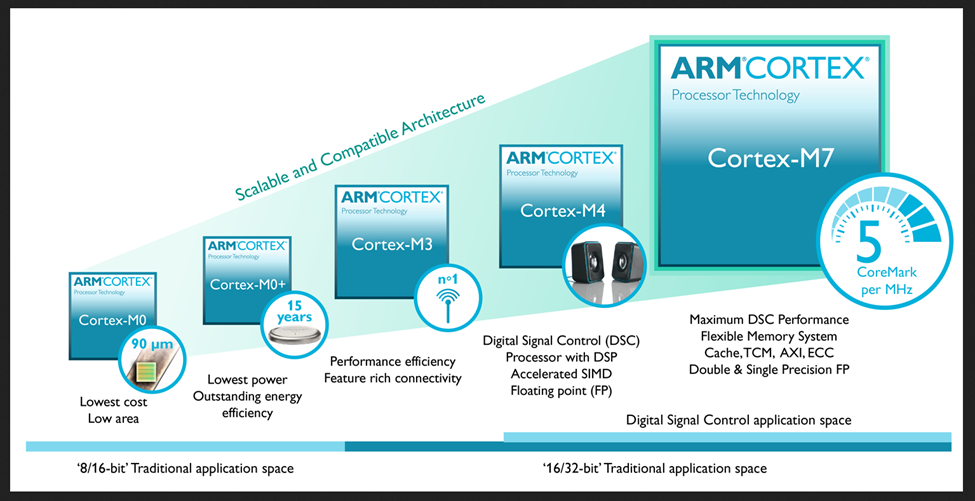 Scalable and Compatible Architecture
ARM®CORTEX®
Processor Technology
Cortex-M0
90 µm
Lowest cost
Low area
ARM®CORTEX®
Processor Technology
Cortex-M0+
15
years
Lowest power
Outstanding energy
efficiency
ARM®CORTEX®
Processor Technology
Cortex-M3
nº1
Performance efficiency
Feature rich connectivity
ARM®CORTEX®
Processor Technology
Cortex-M4
Digital Signal Control (DSC)
Processor with DSP
Accelerated SIMD
Floating point (FP)
ARM®CORTEX®
Processor Technology
Cortex-M7
5
CoreMark
per MHz
Maximum DSC Performance
Flexible Memory System
Cache, TCM, AXI, ECC
Double & Single Precision FP
Digital Signal Control application space
‘8/16-bit’ Traditional application space
‘16/32-bit’ Traditional application space